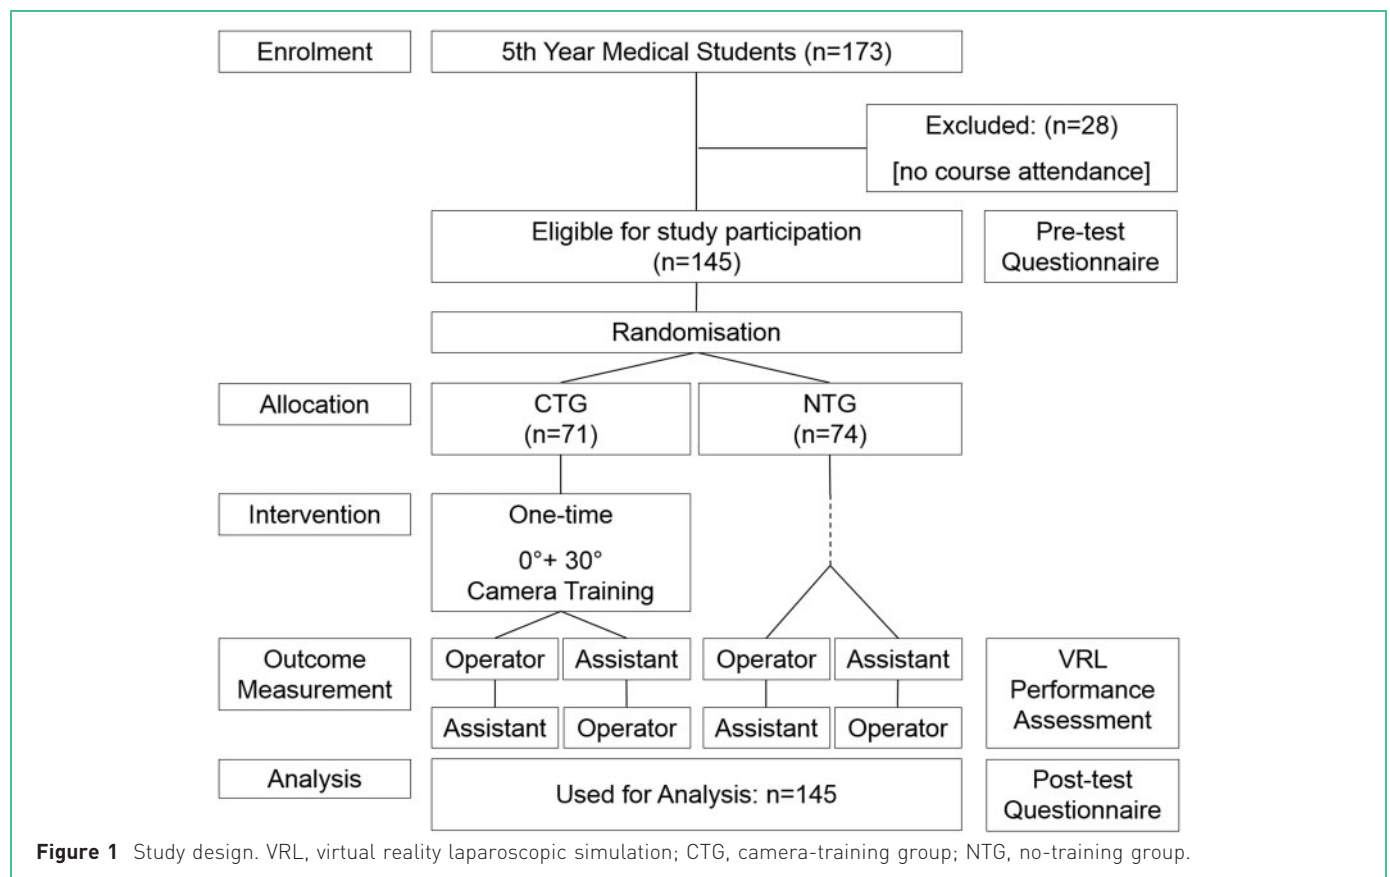 Enrolment
5th Year Medical Students (n=173)
Excluded: (n=28)
[no course attendance]
Eligible for study participation
(n=145)
Pre-test
Questionnaire
Randomisation
Allocation
CTG
(n=71)
NTG
(n=74)
Intervention
One-time
0°+ 30°
Camera Training
Outcome
Measurement
Operator
Assistant
Operator
Assistant
Assistant
Operator
Assistant
Operator
VRL
Performance
Assessment
Analysis
Used for Analysis: n=145
Post-test
Questionnaire
Figure 1 Study design. VRL, virtual reality laparoscopic simulation; CTG, camera-training group; NTG, no-training group.